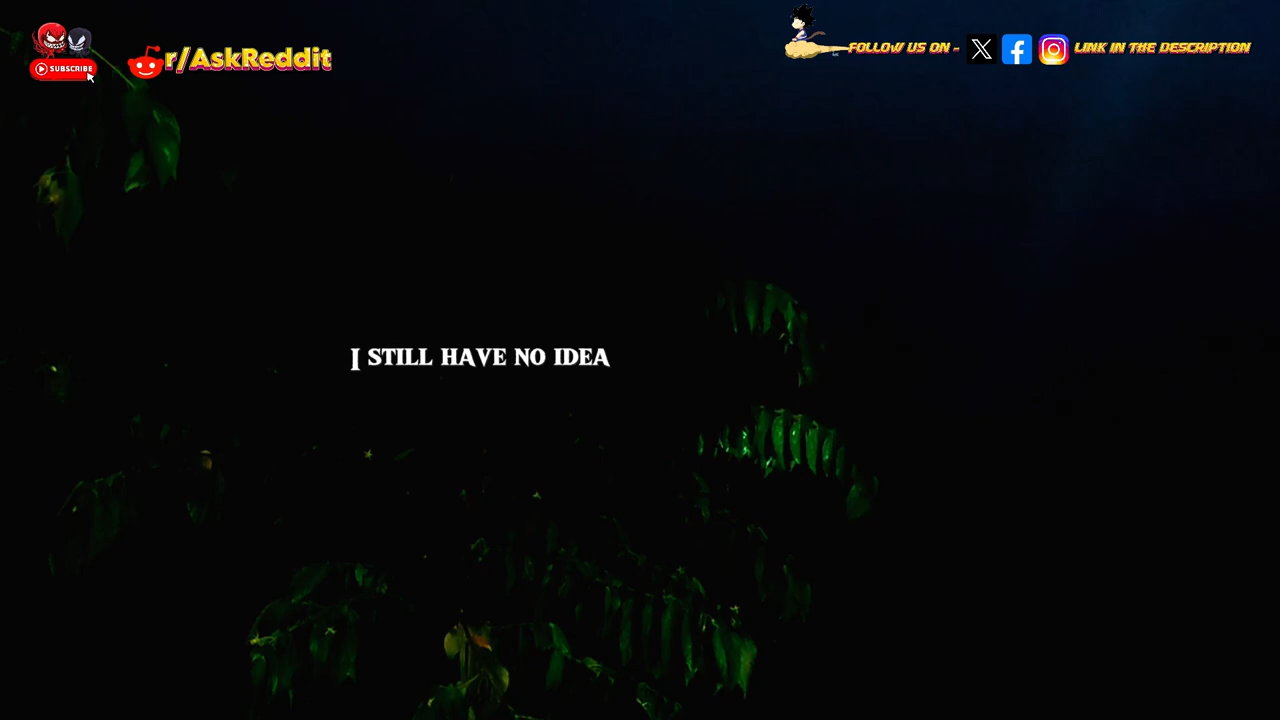 SUBSCRIBE
r/AskReddit
FOLLOW US ON -
LINK IN THE DESCRIPTION
I STILL HAVE NO IDEA